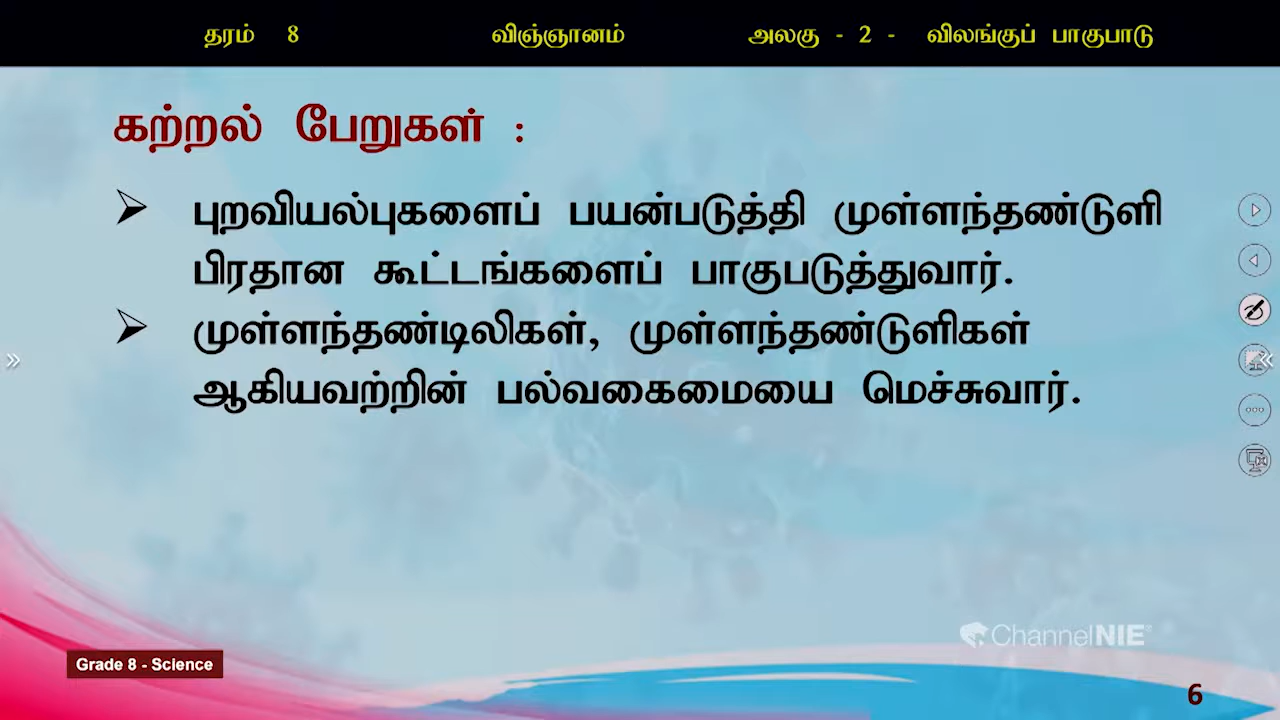 தரம் 8 விஞ்ஞானம் அலகு - 2 - விலங்குப் பாகுபாடு
கற்றல் பேறுகள் :
➢ புறவியல்புகளைப் பயன்படுத்தி முள்ளந்தண்டுளி
பிரதான கூட்டங்களைப் பாகுபடுத்துவார்.
➢ முள்ளந்தண்டிலிகள், முள்ளந்தண்டுளிகள்
ஆகியவற்றின் பல்வகைமையை மெச்சுவார்.
ChannelNIE
Grade 8 - Science
6